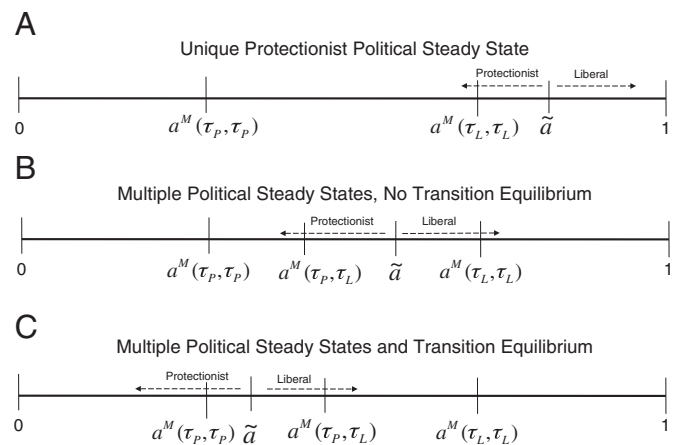 A
Unique Protectionist Political Steady State
Protectionist Liberal
0 a^M(τ_P, τ_P) a^M(τ_L, τ_L) ã 1
B
Multiple Political Steady States, No Transition Equilibrium
Protectionist Liberal
0 a^M(τ_P, τ_P) a^M(τ_P, τ_L) ã a^M(τ_L, τ_L) 1
C
Multiple Political Steady States and Transition Equilibrium
Protectionist Liberal
0 a^M(τ_P, τ_P) ã a^M(τ_P, τ_L) a^M(τ_L, τ_L) 1